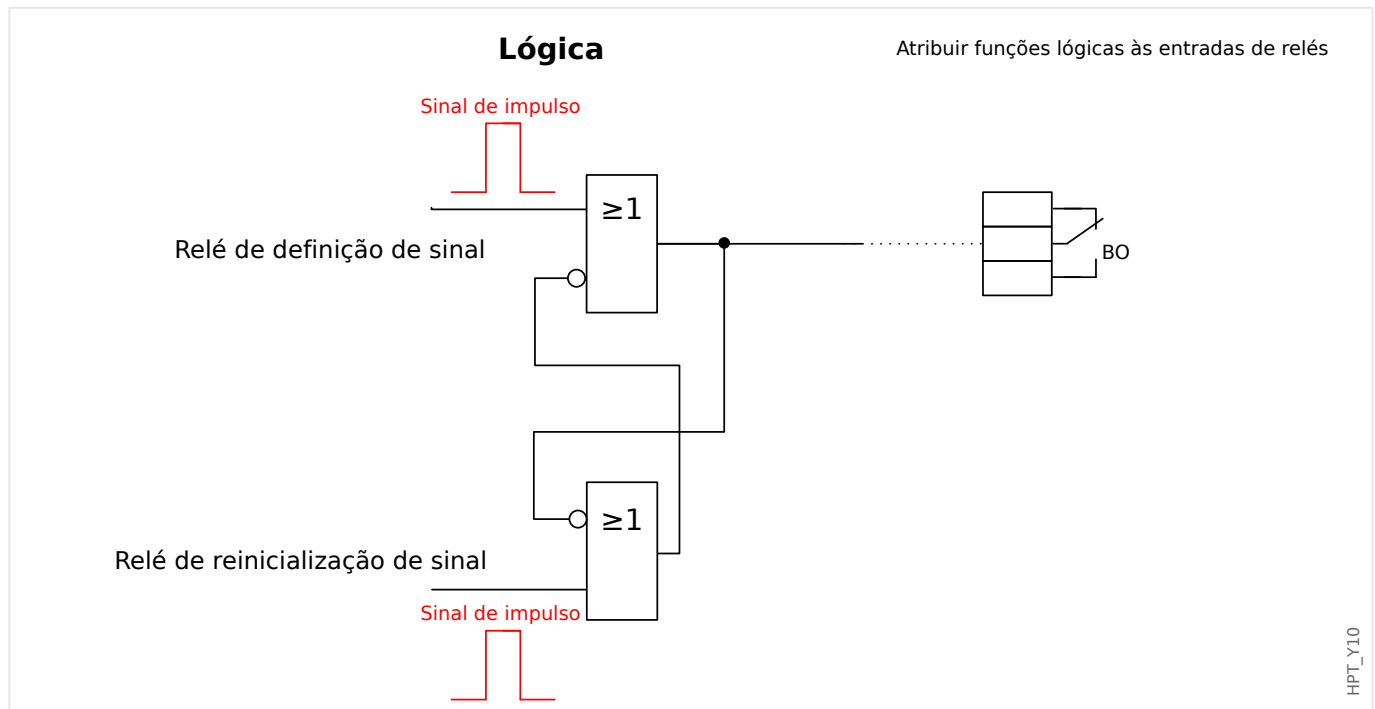 Lógica
Atribuir funções lógicas às entradas de relés
Sinal de impulso
≥1
Relé de definição de sinal
BO
≥1
Relé de reinicialização de sinal
Sinal de impulso
HPT_Y10